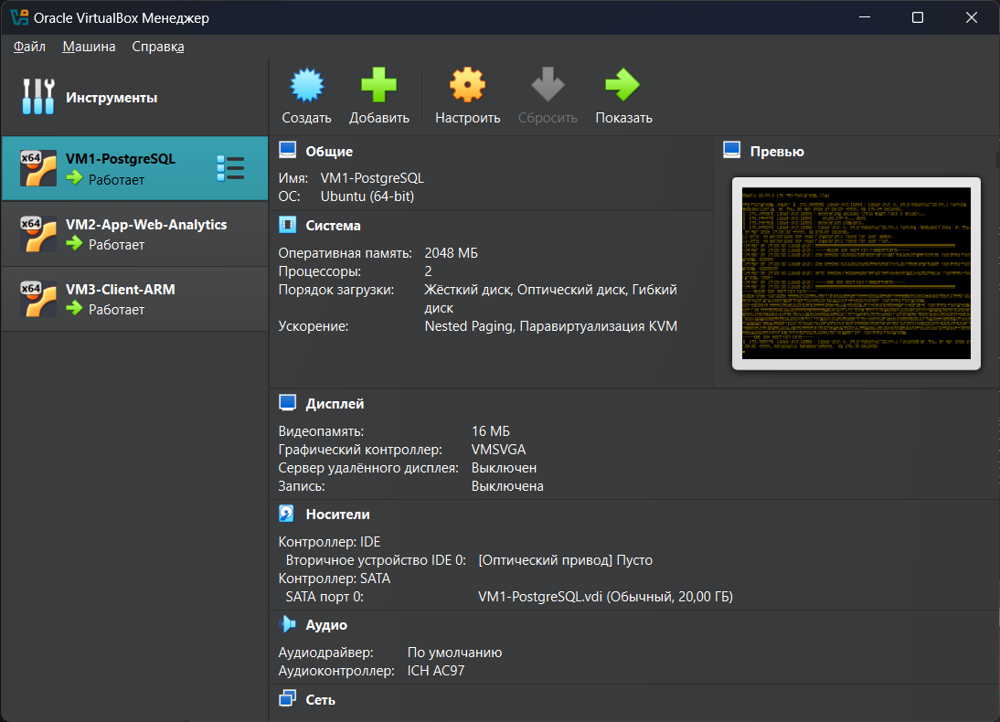 Oracle VirtualBox Менеджер
Файл Машина Справка
Инструменты
Создать Добавить Настроить Сбросить Показать
x64
VM1-PostgreSQL
Работает
x64
VM2-App-Web-Analytics
Работает
x64
VM3-Client-ARM
Работает
Общие
Имя: VM1-PostgreSQL
ОС: Ubuntu (64-bit)
Превью
Система
Оперативная память: 2048 МБ
Процессоры: 2
Порядок загрузки: Жёсткий диск, Оптический диск, Гибкий
диск
Ускорение: Nested Paging, Паравиртуализация KVM
Дисплей
Видеопамять: 16 МБ
Графический контроллер: VMSVGA
Сервер удалённого дисплея: Выключен
Запись: Выключена
Носители
Контроллер: IDE
Вторичное устройство IDE 0: [Оптический привод] Пусто
Контроллер: SATA
SATA порт 0: VM1-PostgreSQL.vdi (Обычный, 20,00 ГБ)
Аудио
Аудиодрайвер: По умолчанию
Аудиоконтроллер: ICH AC97
Сеть